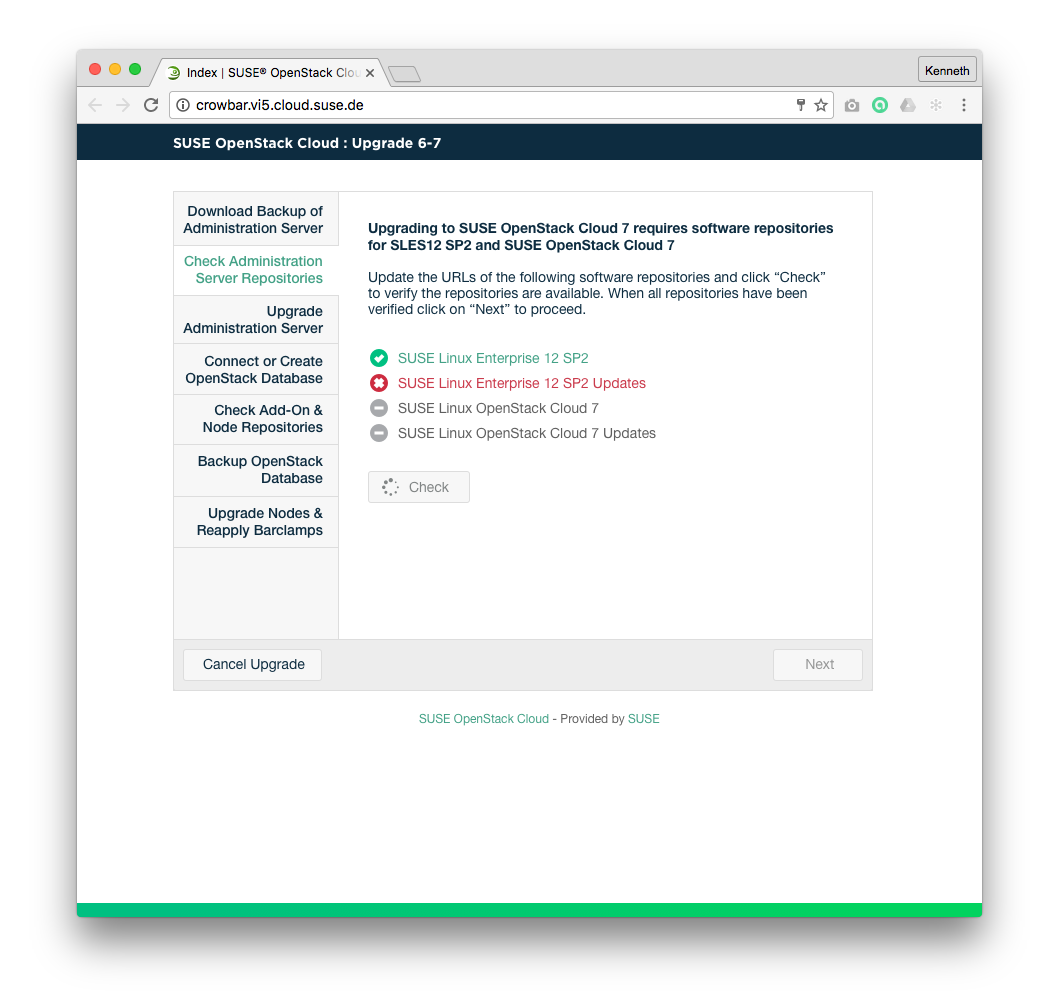 Index | SUSE® OpenStack Clou
Kenneth
crowbar.vi5.cloud.suse.de
SUSE OpenStack Cloud : Upgrade 6-7
Download Backup of
Administration Server
Check Administration
Server Repositories
Upgrade
Administration Server
Connect or Create
OpenStack Database
Check Add-On &
Node Repositories
Backup OpenStack
Database
Upgrade Nodes &
Reapply Barclamps
Upgrading to SUSE OpenStack Cloud 7 requires software repositories
for SLES12 SP2 and SUSE OpenStack Cloud 7
Update the URLs of the following software repositories and click “Check”
to verify the repositories are available. When all repositories have been
verified click on “Next” to proceed.
SUSE Linux Enterprise 12 SP2
SUSE Linux Enterprise 12 SP2 Updates
SUSE Linux OpenStack Cloud 7
SUSE Linux OpenStack Cloud 7 Updates
Check
Cancel Upgrade
Next
SUSE OpenStack Cloud - Provided by SUSE